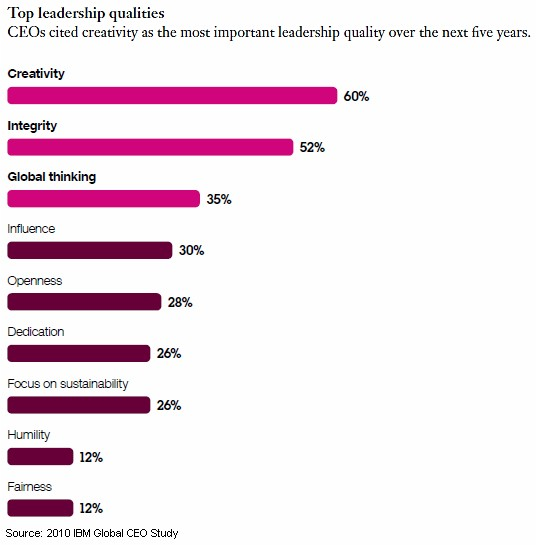 Top leadership qualities
CEOs cited creativity as the most important leadership quality over the next five years.
Creativity
60%
Integrity
52%
Global thinking
35%
Influence
30%
Openness
28%
Dedication
26%
Focus on sustainability
26%
Humility
12%
Fairness
12%
Source: 2010 IBM Global CEO Study